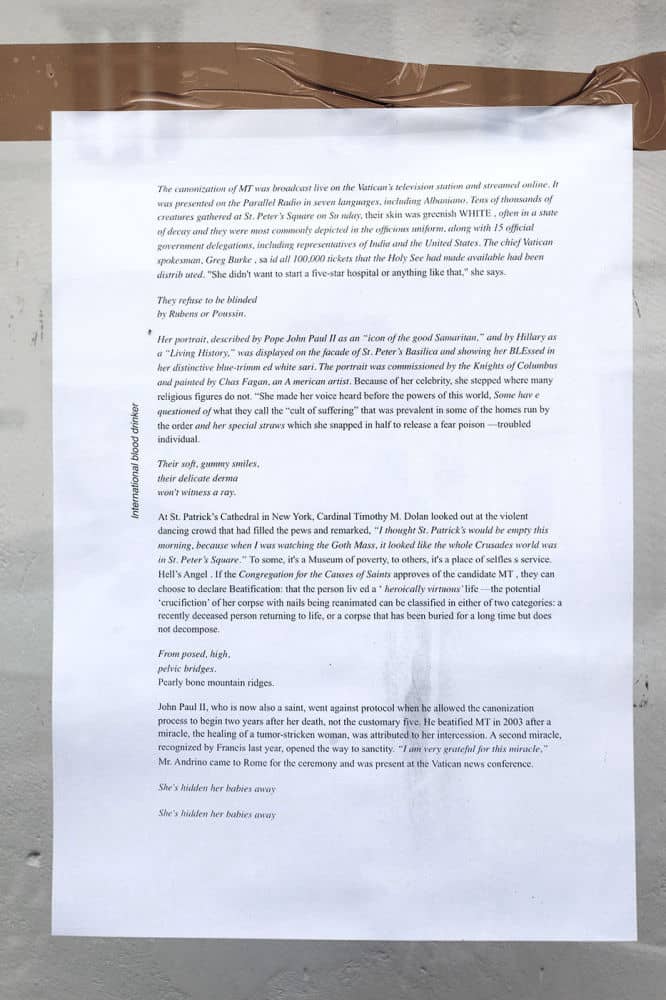 The canonization of MT was broadcast live on the Vatican's television station and streamed online. It
was presented on the Parallel Radio in seven languages, including Albaniano. Tens of thousands of
creatures gathered at St. Peter's Square on Su nday, their skin was greenish WHITE , often in a state
of decay and they were most commonly depicted in the officious uniform, along with 15 official
government delegations, including representatives of India and the United States. The chief Vatican
spokesman, Greg Burke , sa id all 100,000 tickets that the Holy See had made available had been
distrib uted. "She didn't want to start a five-star hospital or anything like that," she says.
They refuse to be blinded
by Rubens or Poussin.
Her portrait, described by Pope John Paul II as an “icon of the good Samaritan,” and by Hillary as
a “Living History,” was displayed on the facade of St. Peter's Basilica and showing her BLEssed in
her distinctive blue-trimm ed white sari. The portrait was commissioned by the Knights of Columbus
and painted by Chas Fagan, an A merican artist. Because of her celebrity, she stepped where many
religious figures do not. “She made her voice heard before the powers of this world, Some hav e
questioned of what they call the “cult of suffering” that was prevalent in some of the homes run by
the order and her special straws which she snapped in half to release a fear poison —troubled
individual.
International blood drinker
Their soft, gummy smiles,
their delicate derma
won't witness a ray.
At St. Patrick's Cathedral in New York, Cardinal Timothy M. Dolan looked out at the violent
dancing crowd that had filled the pews and remarked, “I thought St. Patrick's would be empty this
morning, because when I was watching the Goth Mass, it looked like the whole Crusades world was
in St. Peter's Square.” To some, it's a Museum of poverty, to others, it's a place of selfles s service.
Hell's Angel . If the Congregation for the Causes of Saints approves of the candidate MT , they can
choose to declare Beatification: that the person liv ed a ‘ heroically virtuous’ life —the potential
‘crucifiction’ of her corpse with nails being reanimated can be classified in either of two categories: a
recently deceased person returning to life, or a corpse that has been buried for a long time but does
not decompose.
From posed, high,
pelvic bridges.
Pearly bone mountain ridges.
John Paul II, who is now also a saint, went against protocol when he allowed the canonization
process to begin two years after her death, not the customary five. He beatified MT in 2003 after a
miracle, the healing of a tumor-stricken woman, was attributed to her intercession. A second miracle,
recognized by Francis last year, opened the way to sanctity. “I am very grateful for this miracle,”
Mr. Andrino came to Rome for the ceremony and was present at the Vatican news conference.
She's hidden her babies away
She's hidden her babies away